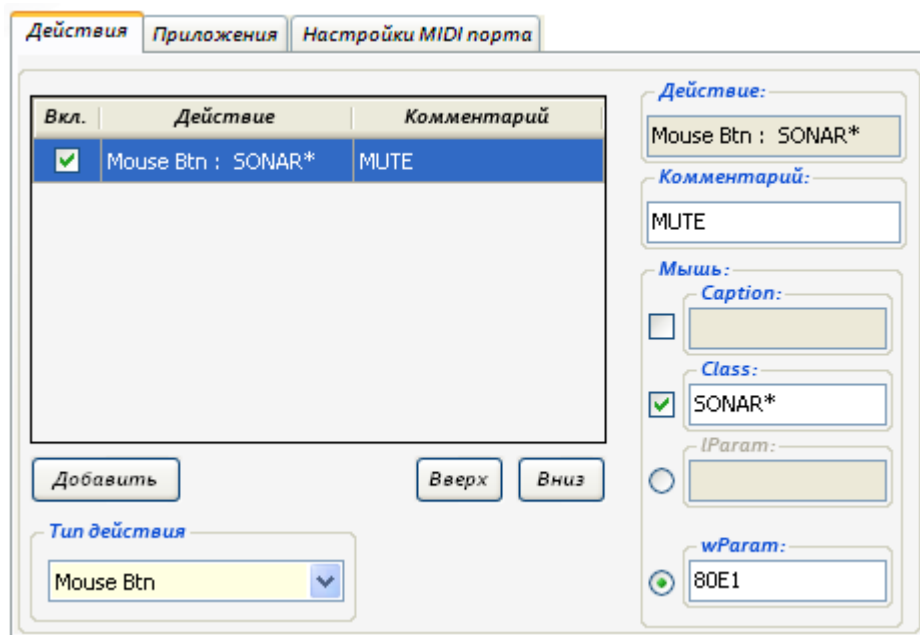 Действия Приложения Настройки MIDI порта
Вкл. Действие Комментарий
Mouse Btn : SONAR* MUTE
Добавить Вверх Вниз
Тип действия
Mouse Btn
Действие:
Mouse Btn : SONAR*
Комментарий:
MUTE
Мышь:
Caption:
Class:
SONAR*
lParam:
wParam:
80E1